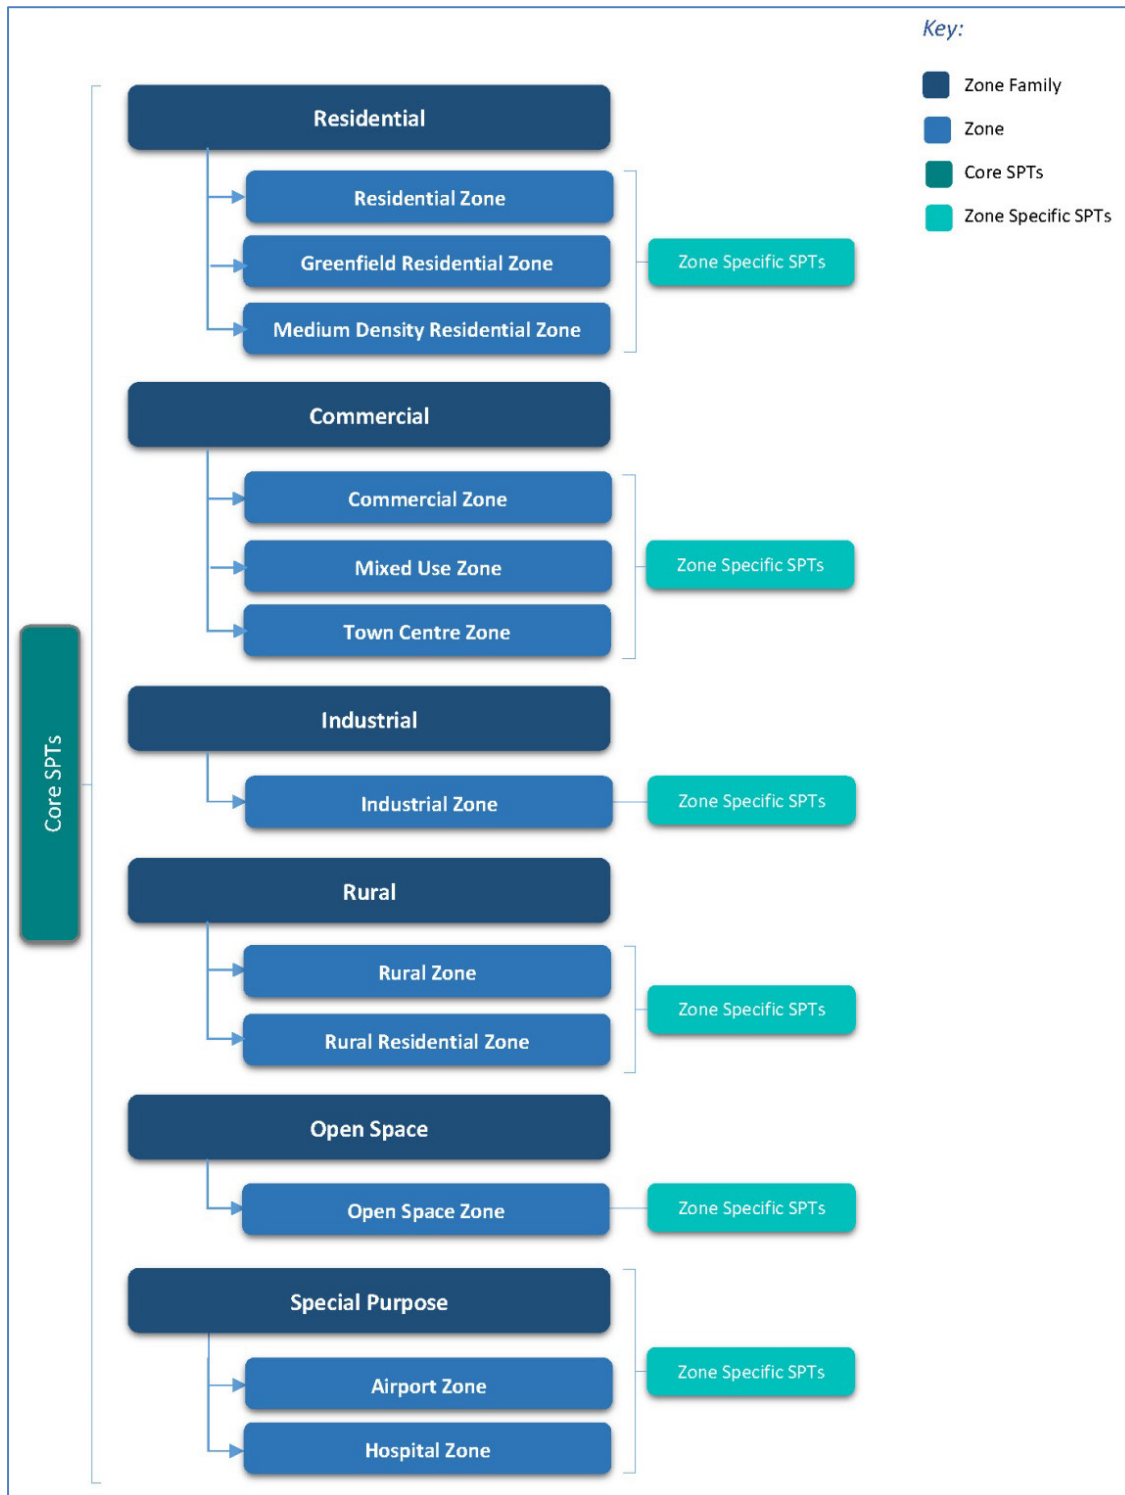 Key:
Zone Family
Zone
Core SPTs
Zone Specific SPTs
Core SPTs
Residential
Residential Zone
Greenfield Residential Zone
Medium Density Residential Zone
Zone Specific SPTs
Commercial
Commercial Zone
Mixed Use Zone
Town Centre Zone
Zone Specific SPTs
Industrial
Industrial Zone
Zone Specific SPTs
Rural
Rural Zone
Rural Residential Zone
Zone Specific SPTs
Open Space
Open Space Zone
Zone Specific SPTs
Special Purpose
Airport Zone
Hospital Zone
Zone Specific SPTs